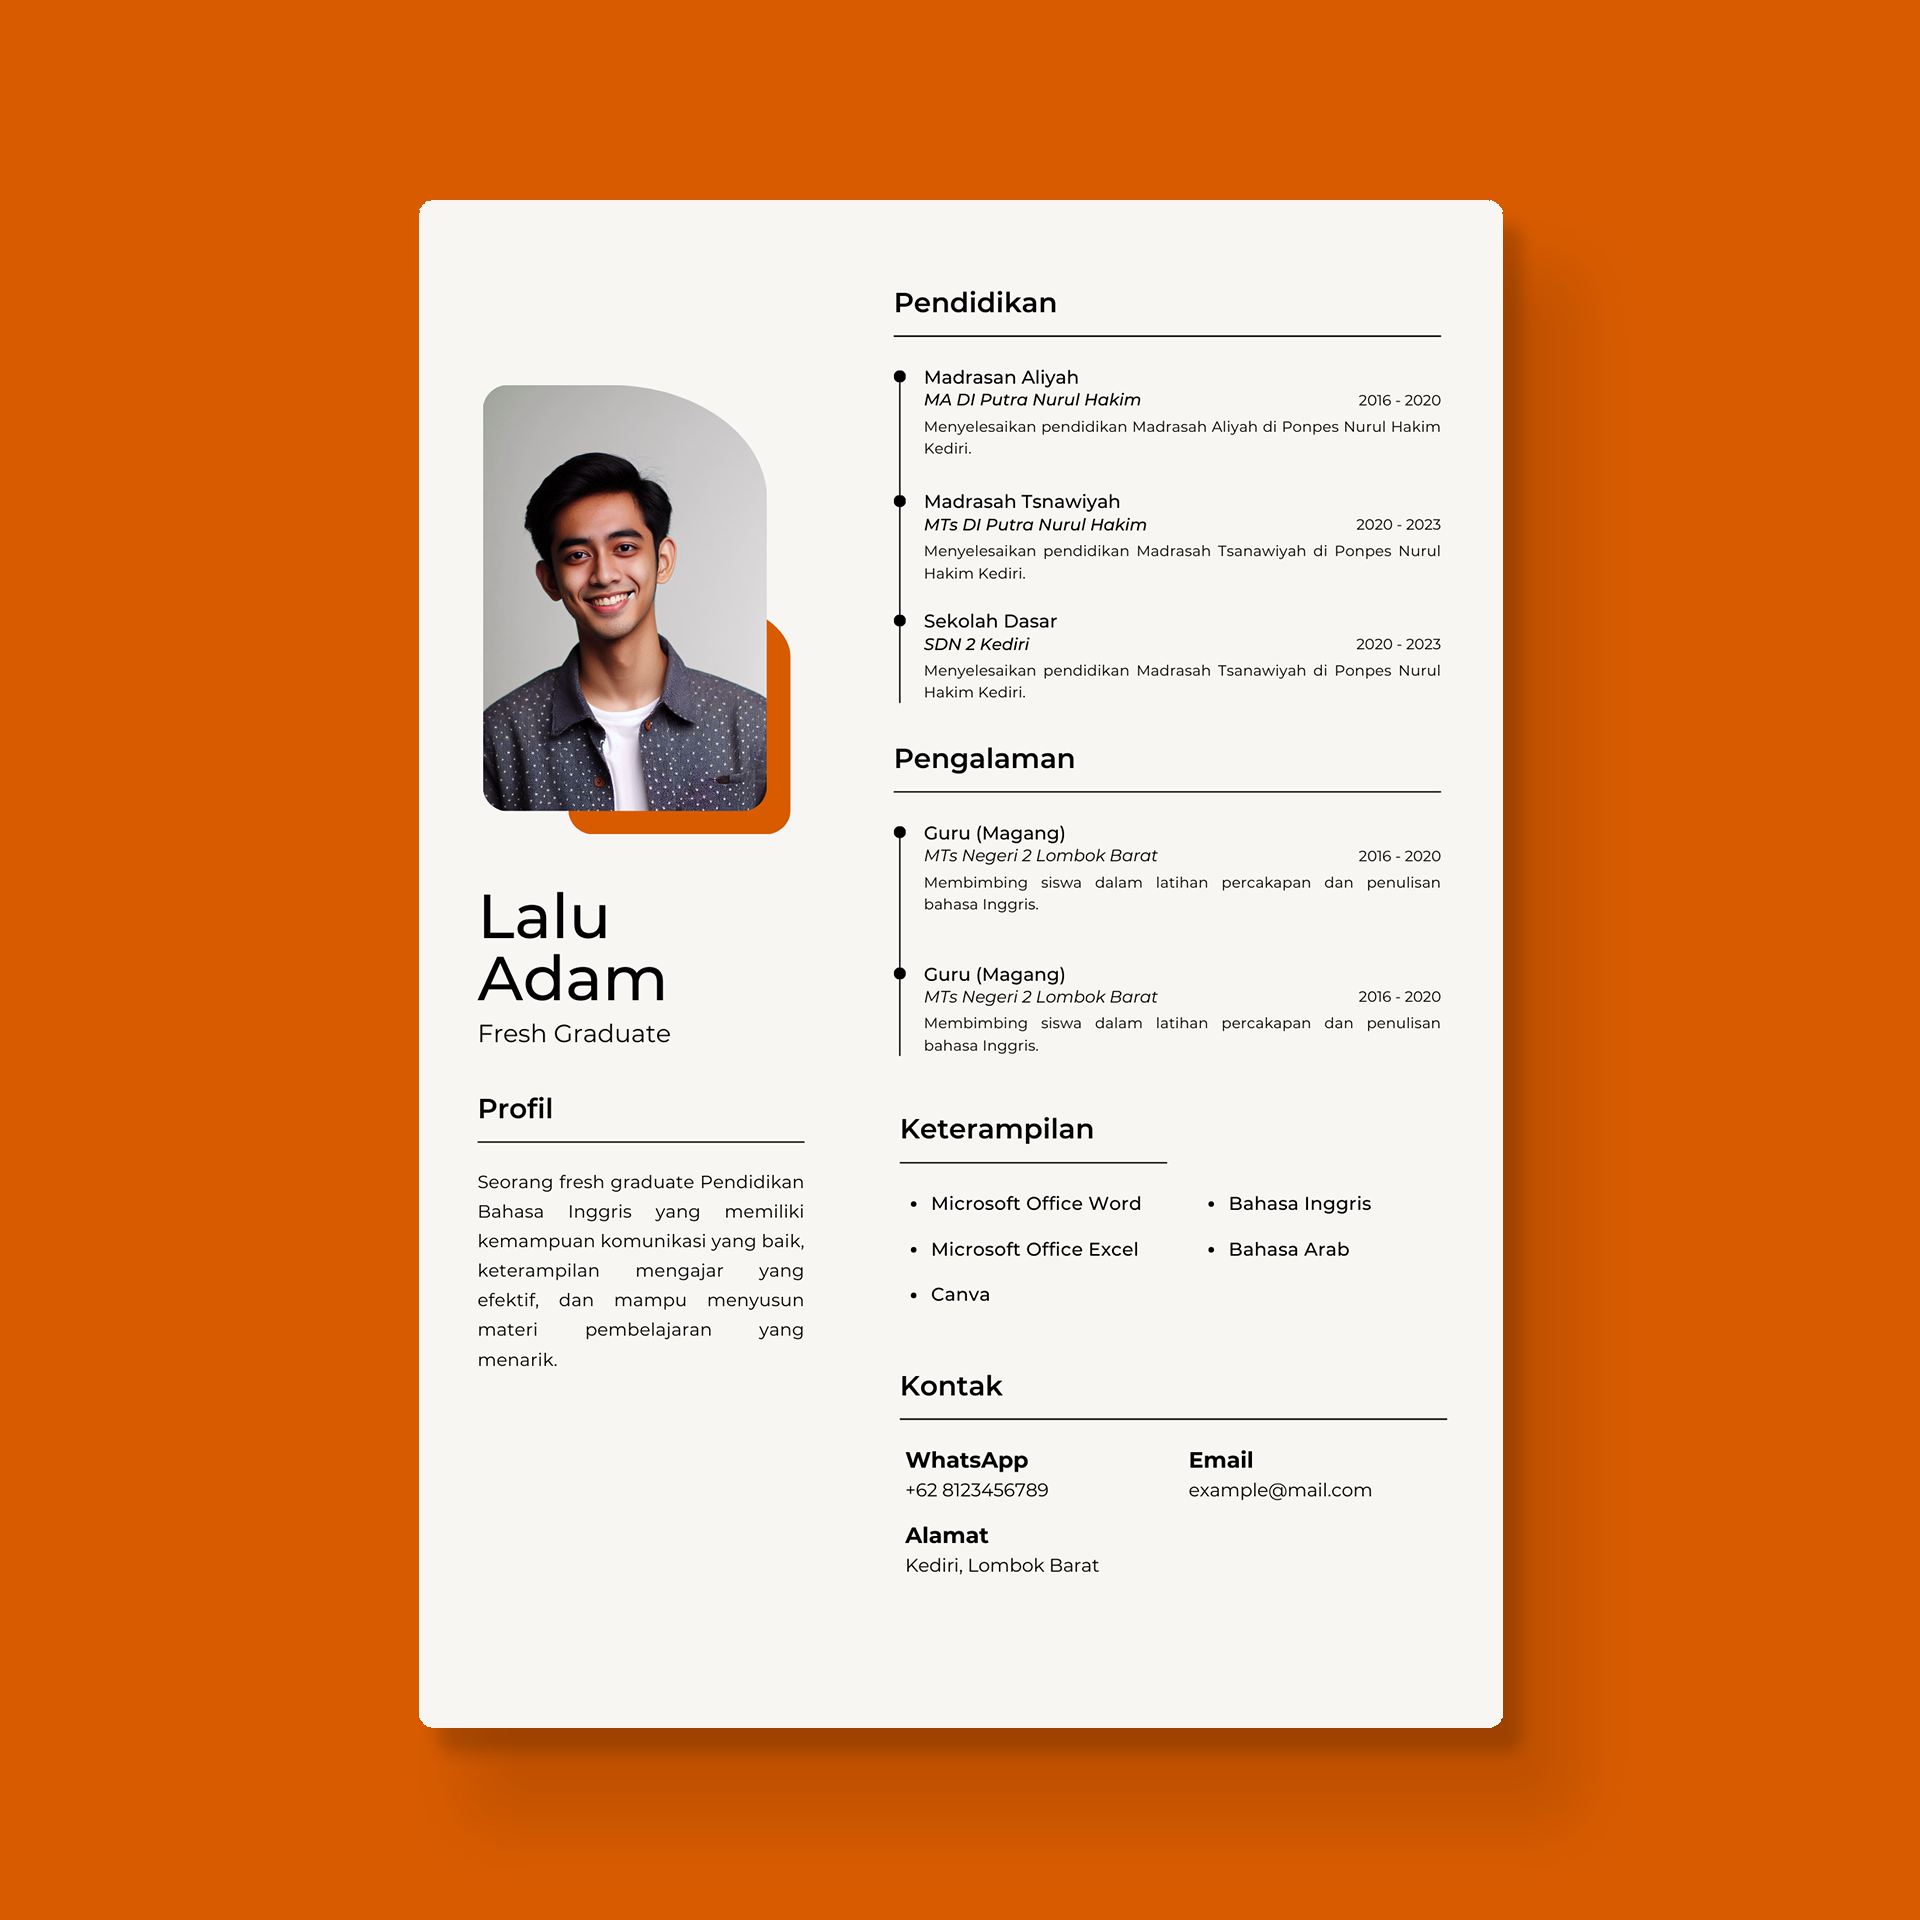 Lalu
Adam
Fresh Graduate
Profil
Seorang fresh graduate Pendidikan
Bahasa Inggris yang memiliki
kemampuan komunikasi yang baik,
keterampilan mengajar yang
efektif, dan mampu menyusun
materi pembelajaran yang
menarik.
Pendidikan
Madrasan Aliyah
MA DI Putra Nurul Hakim 2016 - 2020
Menyelesaikan pendidikan Madrasah Aliyah di Ponpes Nurul Hakim
Kediri.
Madrasah Tsnawiyah
MTs DI Putra Nurul Hakim 2020 - 2023
Menyelesaikan pendidikan Madrasah Tsanawiyah di Ponpes Nurul
Hakim Kediri.
Sekolah Dasar
SDN 2 Kediri 2020 - 2023
Menyelesaikan pendidikan Madrasah Tsanawiyah di Ponpes Nurul
Hakim Kediri.
Pengalaman
Guru (Magang)
MTs Negeri 2 Lombok Barat 2016 - 2020
Membimbing siswa dalam latihan percakapan dan penulisan
bahasa Inggris.
Guru (Magang)
MTs Negeri 2 Lombok Barat 2016 - 2020
Membimbing siswa dalam latihan percakapan dan penulisan
bahasa Inggris.
Keterampilan
• Microsoft Office Word
• Microsoft Office Excel
• Canva
• Bahasa Inggris
• Bahasa Arab
Kontak
WhatsApp
+62 8123456789
Email
example@mail.com
Alamat
Kediri, Lombok Barat